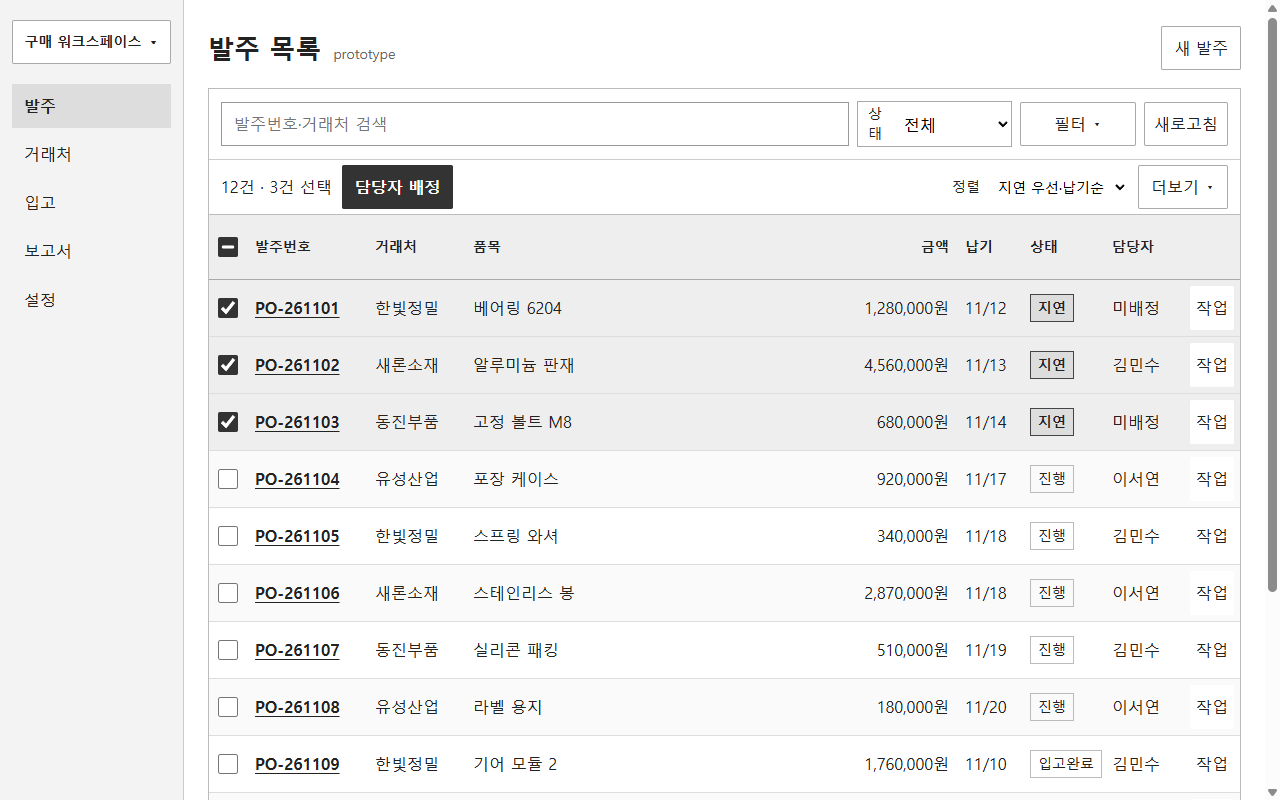 구매 워크스페이스
발주
거래처
입고
보고서
설정
발주 목록 prototype
새 발주
발주번호·거래처 검색
상태 전체
필터
새로고침
12건 · 3건 선택 담당자 배정
정렬 지연 우선·납기순 더보기
발주번호 거래처 품목 금액 납기 상태 담당자
PO-261101 한빛정밀 베어링 6204 1,280,000원 11/12 지연 미배정 작업
PO-261102 새론소재 알루미늄 판재 4,560,000원 11/13 지연 김민수 작업
PO-261103 동진부품 고정 볼트 M8 680,000원 11/14 지연 미배정 작업
PO-261104 유성산업 포장 케이스 920,000원 11/17 진행 이서연 작업
PO-261105 한빛정밀 스프링 와셔 340,000원 11/18 진행 김민수 작업
PO-261106 새론소재 스테인리스 봉 2,870,000원 11/18 진행 이서연 작업
PO-261107 동진부품 실리콘 패킹 510,000원 11/19 진행 김민수 작업
PO-261108 유성산업 라벨 용지 180,000원 11/20 진행 이서연 작업
PO-261109 한빛정밀 기어 모듈 2 1,760,000원 11/10 입고완료 김민수 작업